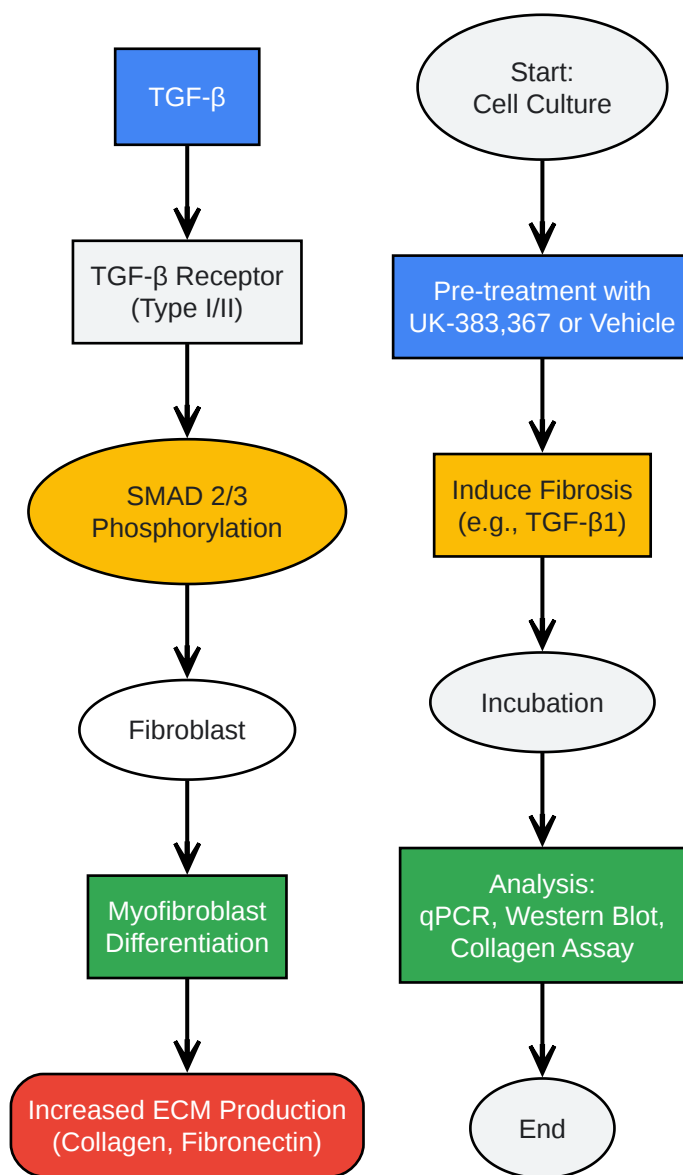 TGF-β
TGF-β Receptor
(Type I/II)
SMAD 2/3
Phosphorylation
Fibroblast
Myofibroblast
Differentiation
Increased ECM Production
(Collagen, Fibronectin)
Start:
Cell Culture
Pre-treatment with
UK-383,367 or Vehicle
Induce Fibrosis
(e.g., TGF-β1)
Incubation
Analysis:
qPCR, Western Blot,
Collagen Assay
End